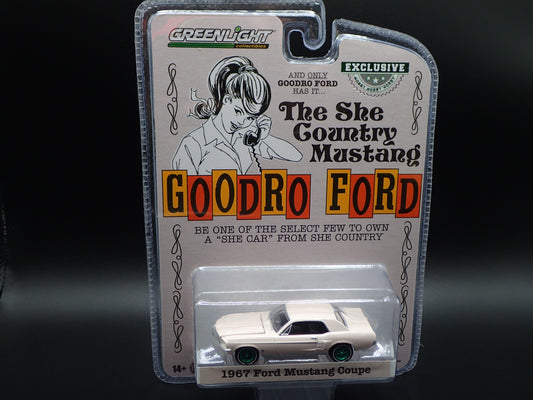 GREENLIGHT
collectibles
EXCLUSIVE
HOBBY
AND ONLY
GOODRO FORD
HAS IT...
The She
Country
Mustang
GOODRO FORD
BE ONE OF THE SELECT FEW TO OWN
A "SHE CAR" FROM SHE COUNTRY
14+
1967 Ford Mustang Coupe